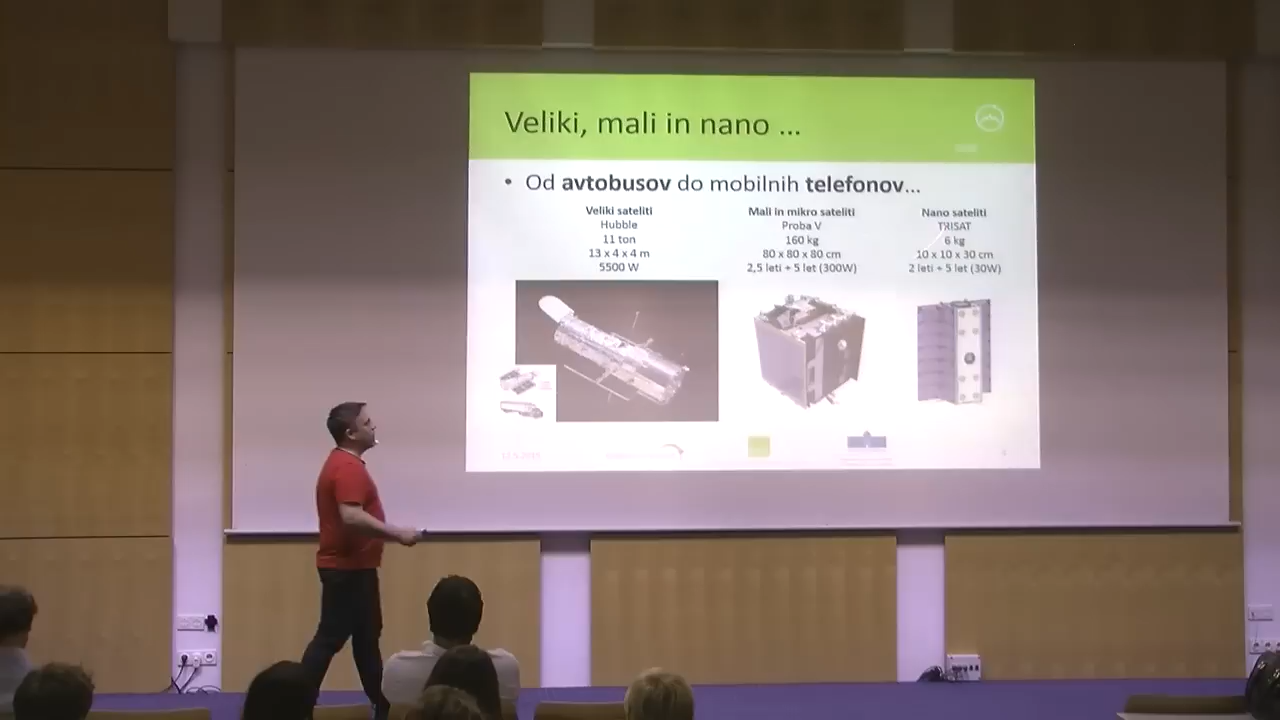 Veliki, mali in nano ...
• Od avtobusov do mobilnih telefonov...
Veliki sateliti
Hubble
11 ton
13 x 4 x 4 m
5500 W
Mali in mikro sateliti
Proba V
160 kg
80 x 80 x 80 cm
2,5 leti + 5 let (300W)
Nano sateliti
TRISAT
6 kg
10 x 10 x 30 cm
2 leti + 5 let (30W)